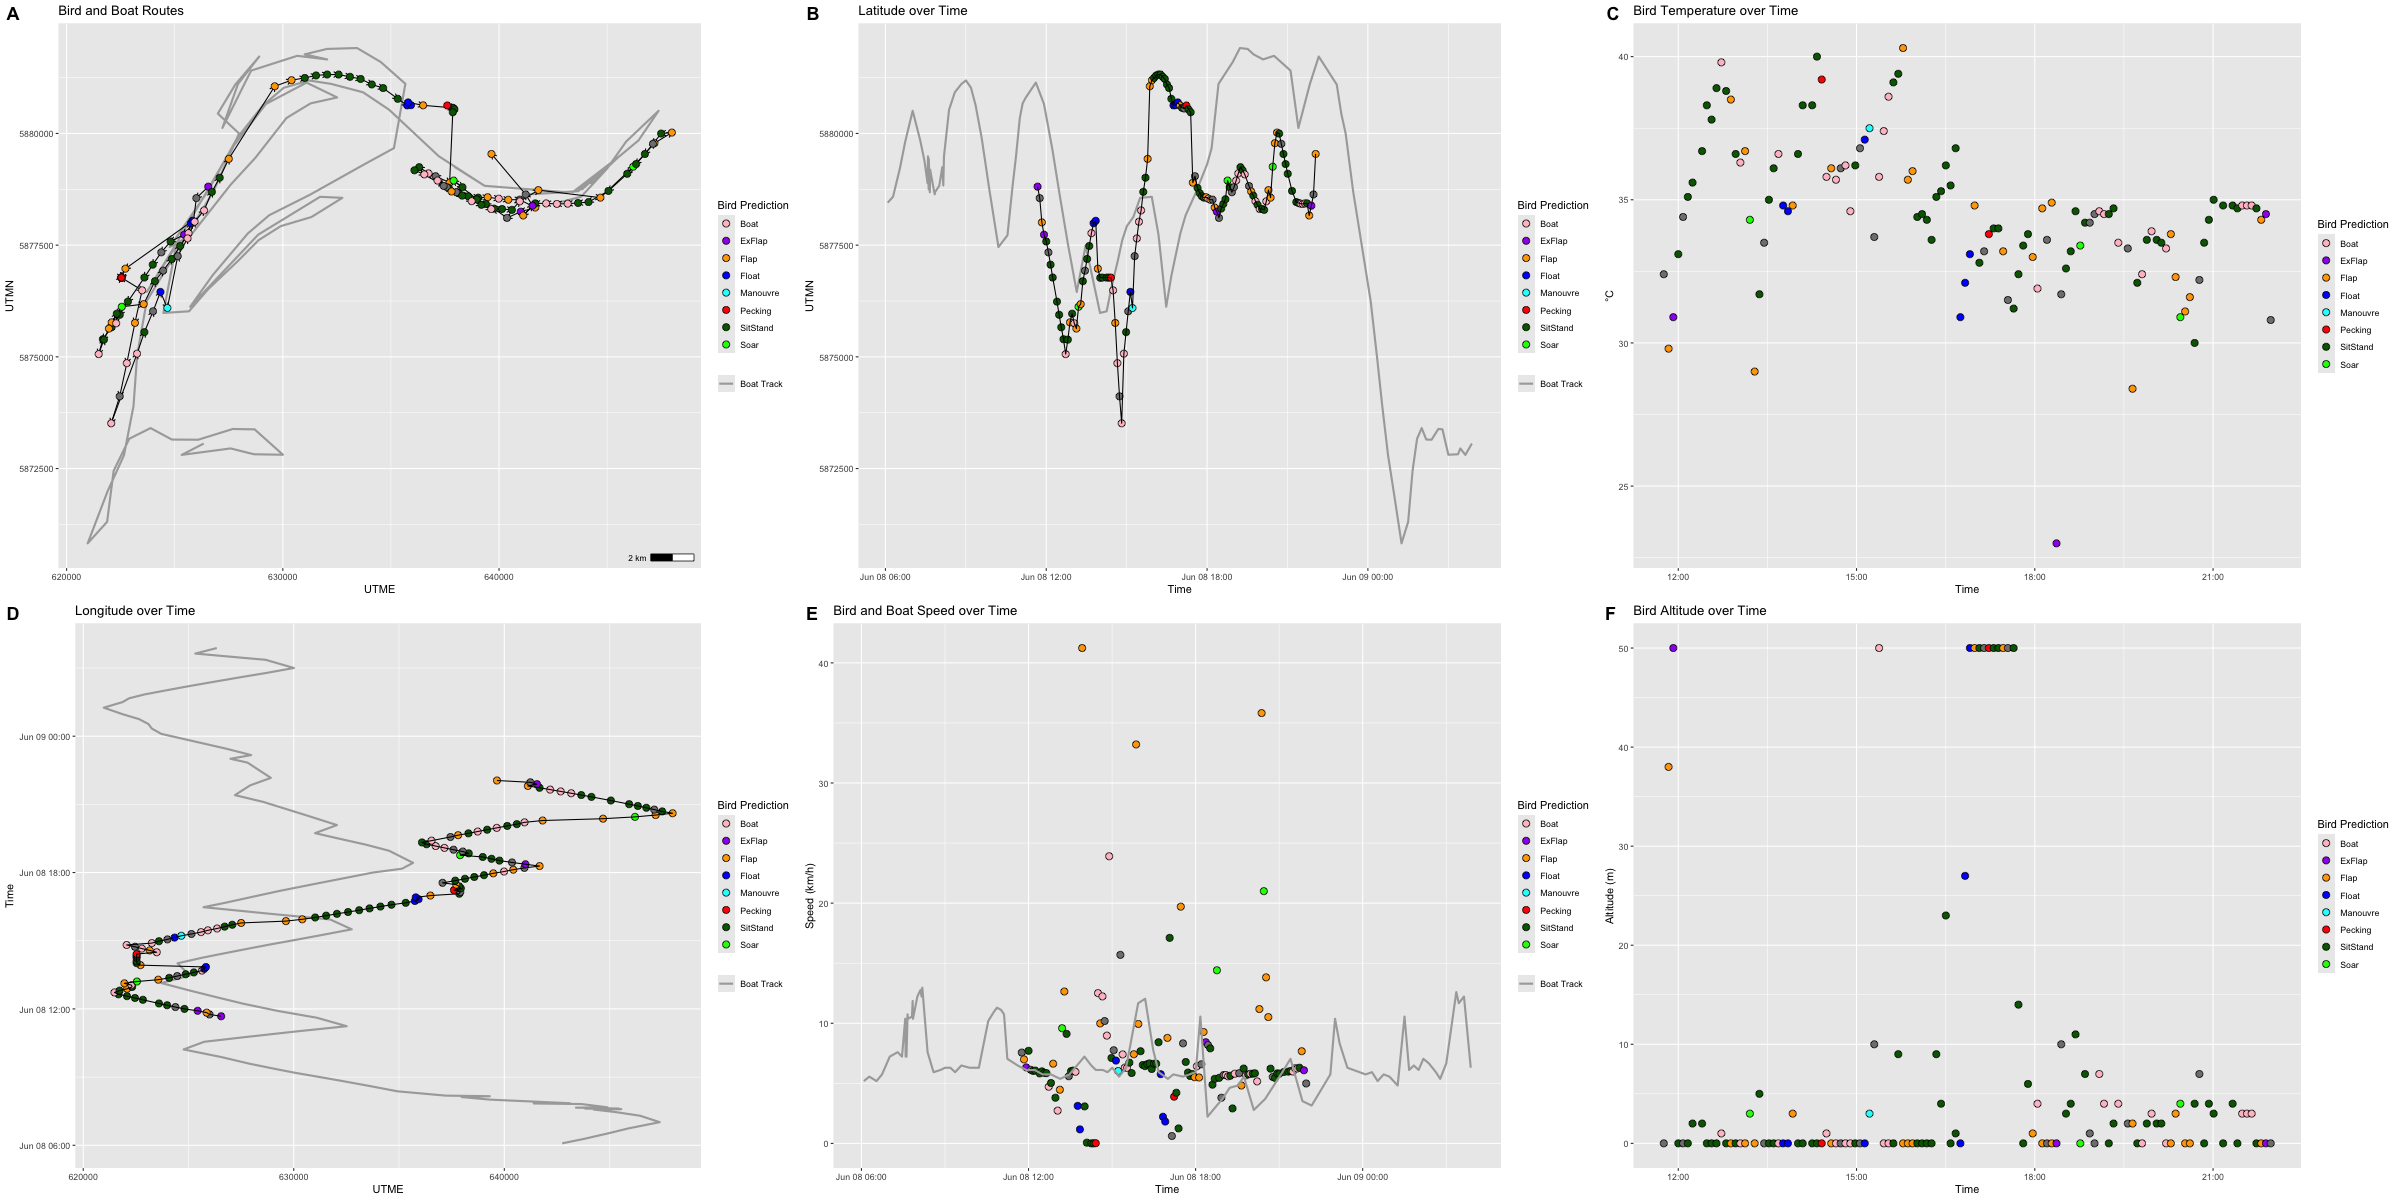 A Bird and Boat Routes
5880000
5877500
5875000
5872500
UTMN
620000 630000 640000
UTME
2 km
Bird Prediction
Boat
ExFlap
Flap
Float
Manouvre
Pecking
SitStand
Soar
Boat Track
B Latitude over Time
5880000
5877500
5875000
5872500
UTMN
Jun 08 06:00 Jun 08 12:00 Jun 08 18:00 Jun 09 00:00
Time
Bird Prediction
Boat
ExFlap
Flap
Float
Manouvre
Pecking
SitStand
Soar
Boat Track
C Bird Temperature over Time
40
35
30
25
°C
12:00 15:00 18:00 21:00
Time
Bird Prediction
Boat
ExFlap
Flap
Float
Manouvre
Pecking
SitStand
Soar
D Longitude over Time
Jun 09 00:00
Jun 08 18:00
Jun 08 12:00
Jun 08 06:00
Time
620000 630000 640000
UTME
Bird Prediction
Boat
ExFlap
Flap
Float
Manouvre
Pecking
SitStand
Soar
Boat Track
E Bird and Boat Speed over Time
40
30
20
10
0
Speed (km/h)
Jun 08 06:00 Jun 08 12:00 Jun 08 18:00 Jun 09 00:00
Time
Bird Prediction
Boat
ExFlap
Flap
Float
Manouvre
Pecking
SitStand
Soar
Boat Track
F Bird Altitude over Time
50
40
30
20
10
0
Altitude (m)
12:00 15:00 18:00 21:00
Time
Bird Prediction
Boat
ExFlap
Flap
Float
Manouvre
Pecking
SitStand
Soar